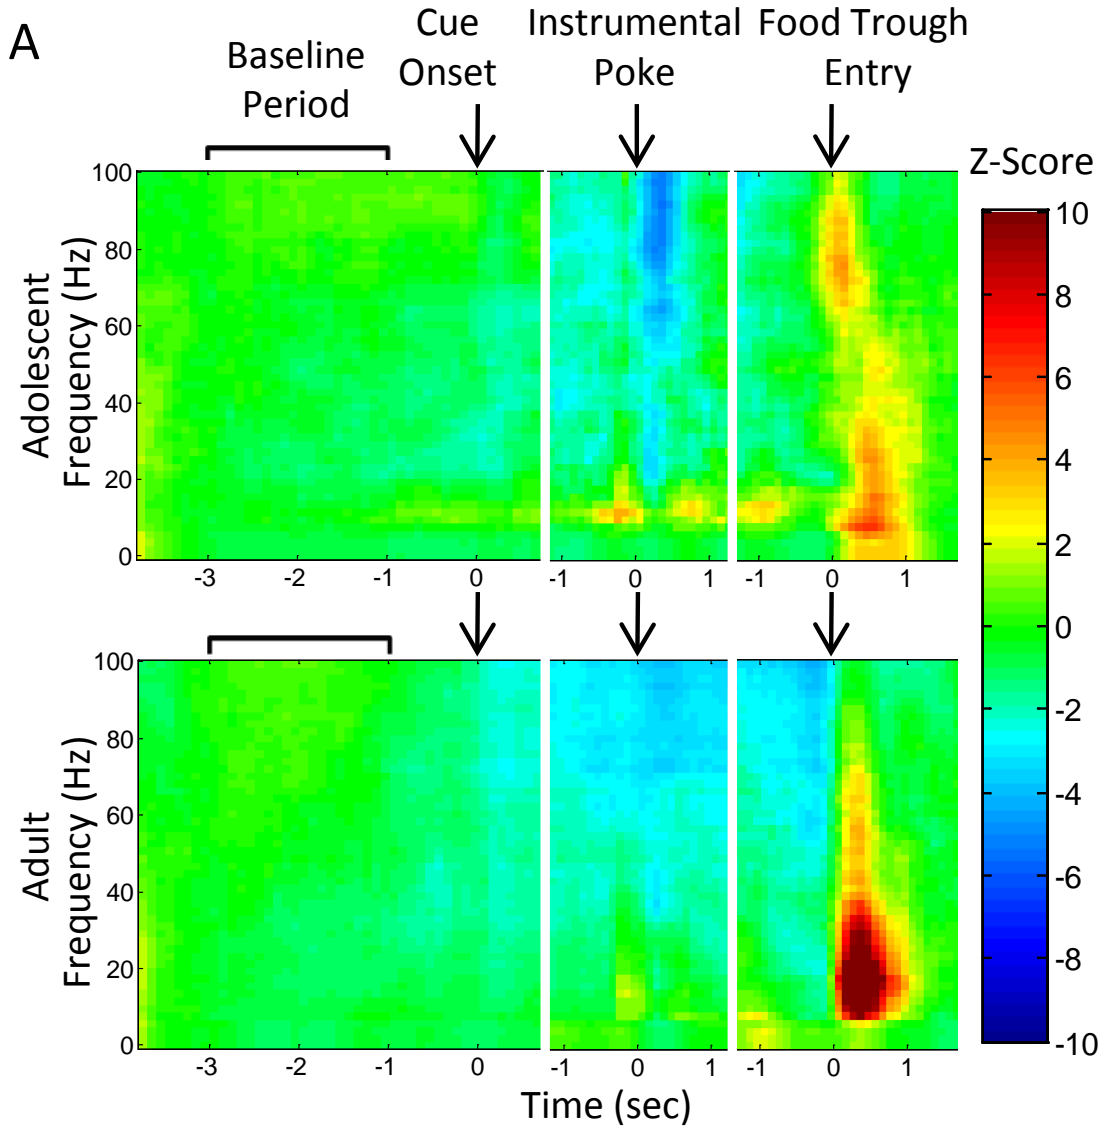 A
Baseline
Period
Cue
Onset
Instrumental
Poke
Food Trough
Entry
Z-Score
Adolescent
Frequency (Hz)
100
80
60
40
20
0
-3
-2
-1
0
-1
0
1
-1
0
1
10
8
6
4
2
0
-2
-4
-6
-8
-10
Adult
Frequency (Hz)
100
80
60
40
20
0
-3
-2
-1
0
-1
0
1
-1
0
1
Time (sec)